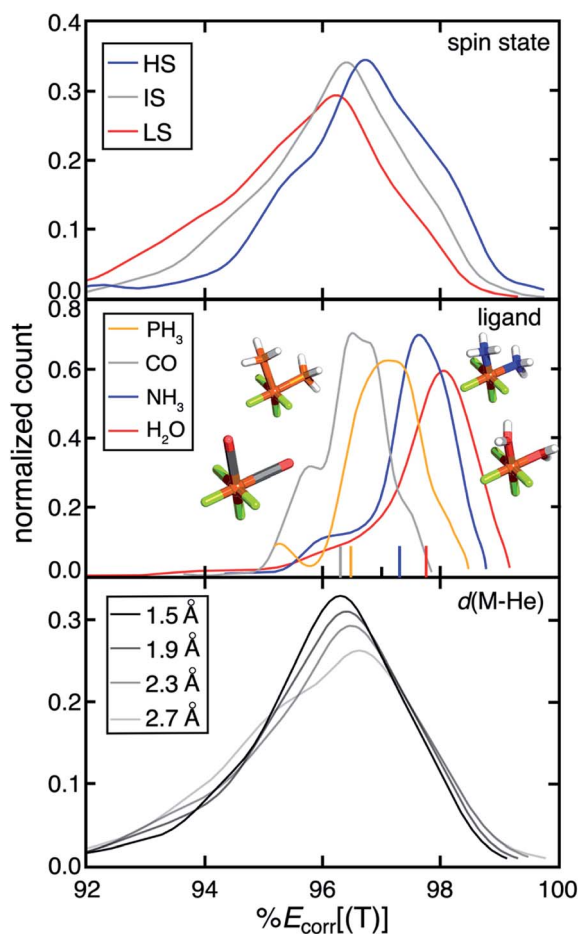 spin state
HS
IS
LS
0.4
0.3
0.2
0.1
0.0
ligand
PH3
CO
NH3
H2O
0.8
0.6
0.4
0.2
0.0
normalized count
d(M-He)
1.5 Å
1.9 Å
2.3 Å
2.7 Å
0.3
0.2
0.1
0.0
92 94 96 98 100
%Ecorr[(T)]